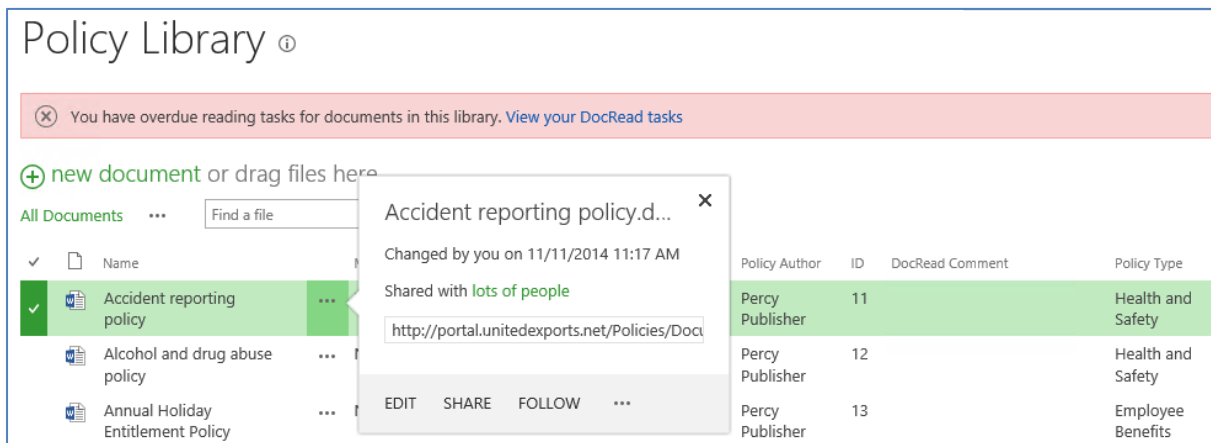 Policy Library
You have overdue reading tasks for documents in this library. View your DocRead tasks
new document or drag files here
All Documents ... Find a file
Name Policy Author ID DocRead Comment Policy Type
Accident reporting policy ... Percy Publisher 11 Health and Safety
Alcohol and drug abuse policy ... Percy Publisher 12 Health and Safety
Annual Holiday Entitlement Policy ... Percy Publisher 13 Employee Benefits
Accident reporting policy.d...
Changed by you on 11/11/2014 11:17 AM
Shared with lots of people
http://portal.unitedexports.net/Policies/Docu
EDIT SHARE FOLLOW ...